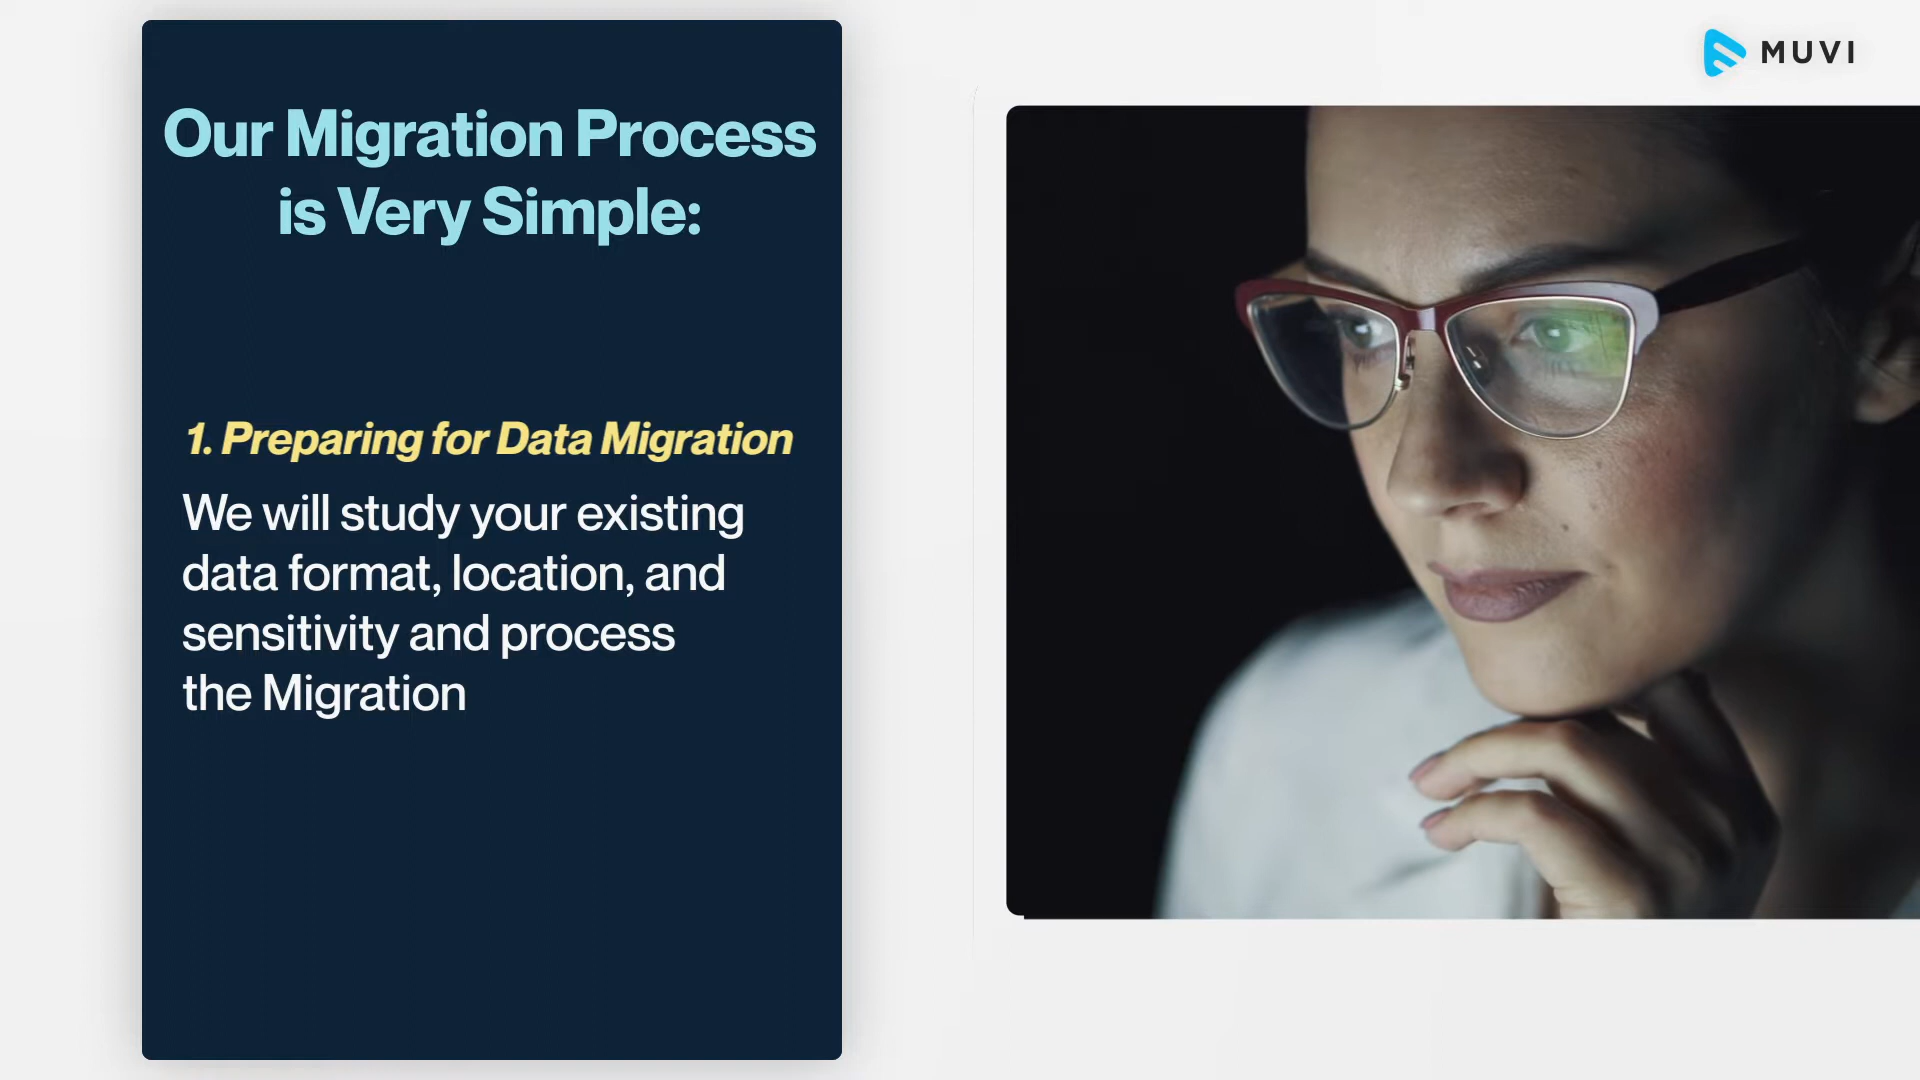 Our Migration Process
is Very Simple:
1. Preparing for Data Migration
We will study your existing
data format, location, and
sensitivity and process
the Migration
MUVI